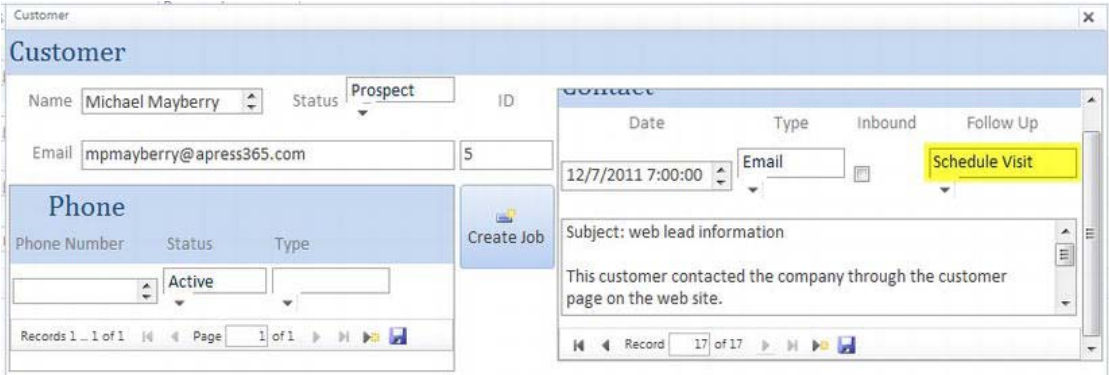 Customer
Customer
Name Michael Mayberry Status Prospect ID
Email mpmayberry@apress365.com 5
Phone
Phone Number Status Type
Active
Records 1 .. 1 of 1 Page 1 of 1
Create Job
Contact
Date Type Inbound Follow Up
12/7/2011 7:00:00 Email Schedule Visit
Subject: web lead information
This customer contacted the company through the customer
page on the web site.
Record 17 of 17